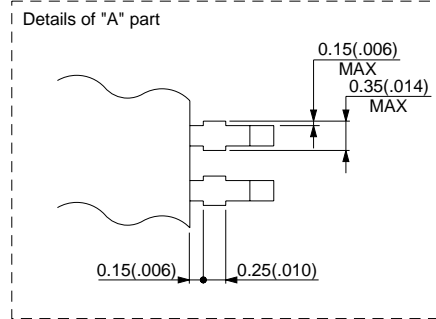 Details of "A" part
0.15(.006)
MAX
0.35(.014)
MAX
0.15(.006)
0.25(.010)